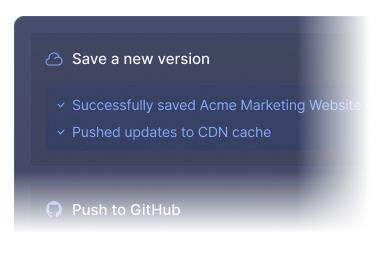 Save a new version
Successfully saved Acme Marketing Website
Pushed updates to CDN cache
Push to GitHub